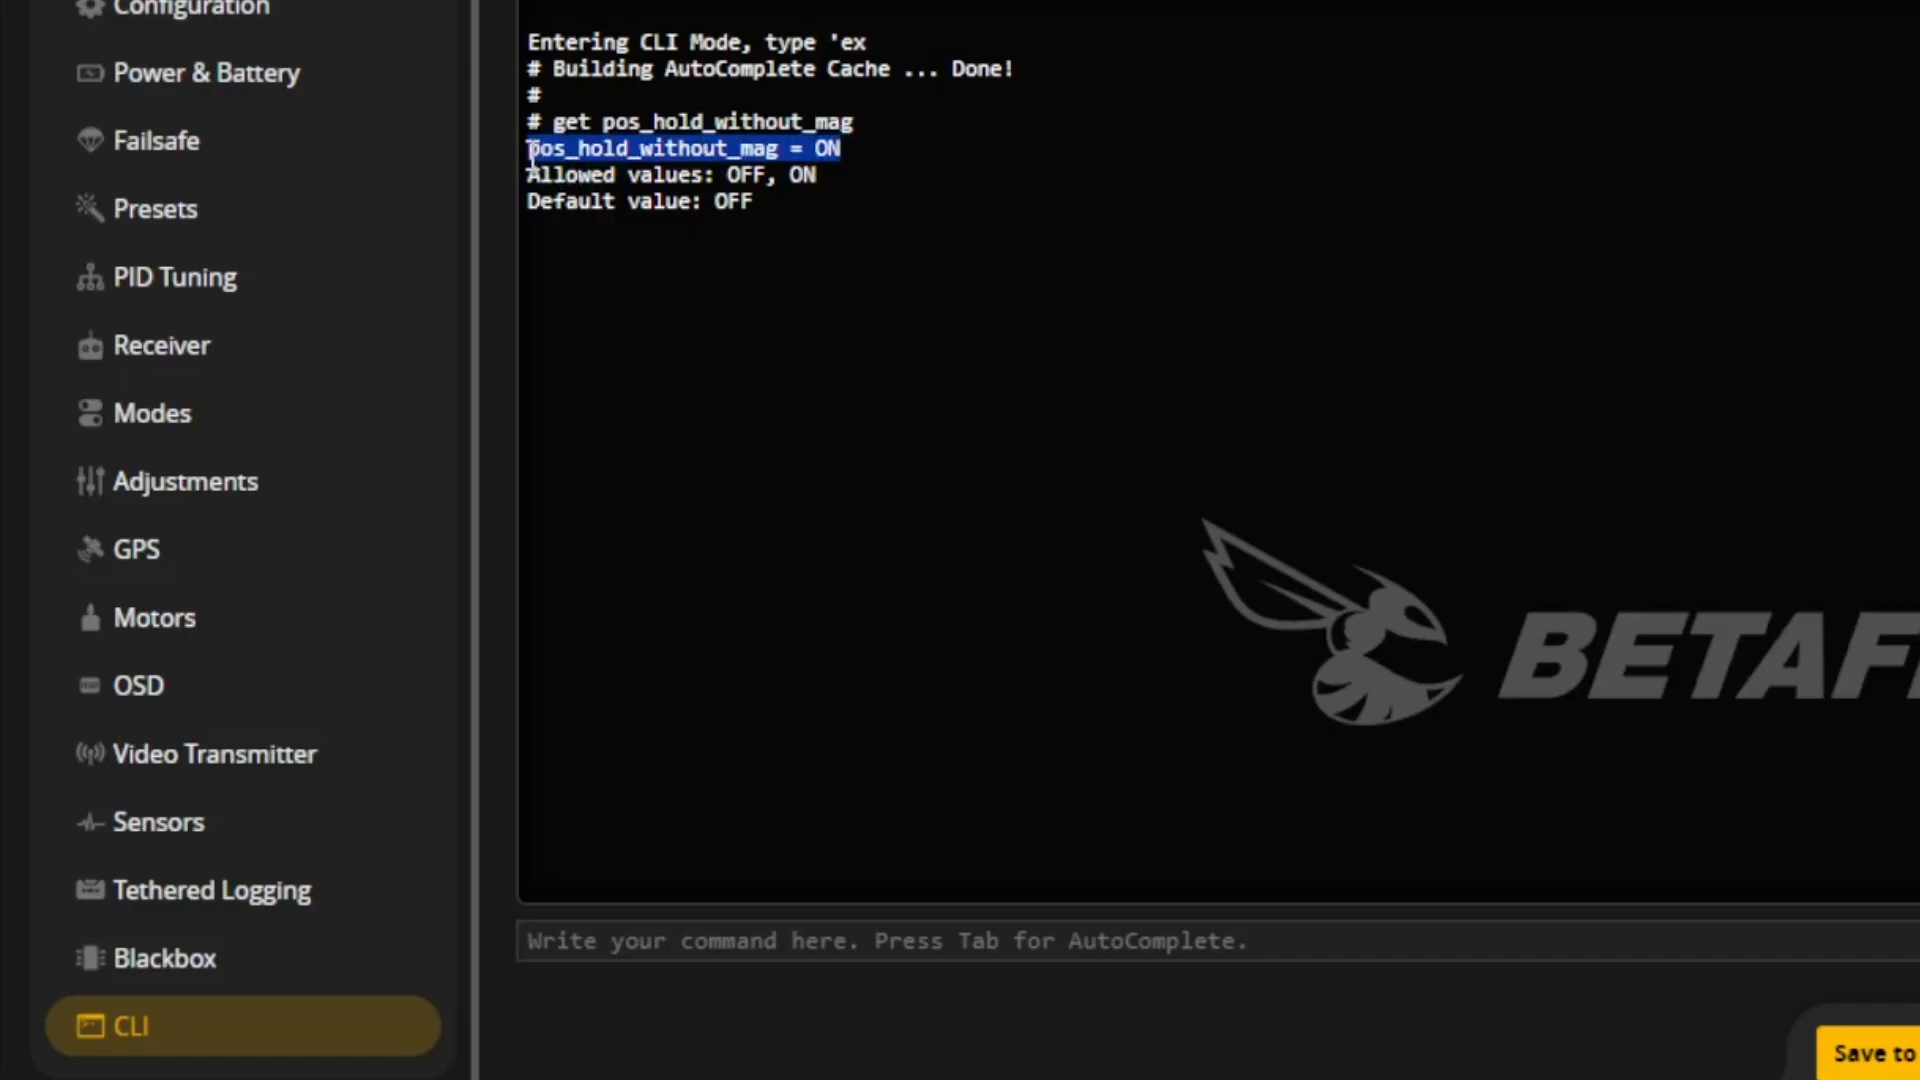 Configuration
Power & Battery
Failsafe
Presets
PID Tuning
Receiver
Modes
Adjustments
GPS
Motors
OSD
Video Transmitter
Sensors
Tethered Logging
Blackbox
CLI
Entering CLI Mode, type 'ex
# Building AutoComplete Cache ... Done!
#
# get pos_hold_without_mag
pos_hold_without_mag = ON
Allowed values: OFF, ON
Default value: OFF
BETAF
Write your command here. Press Tab for AutoComplete.
Save to